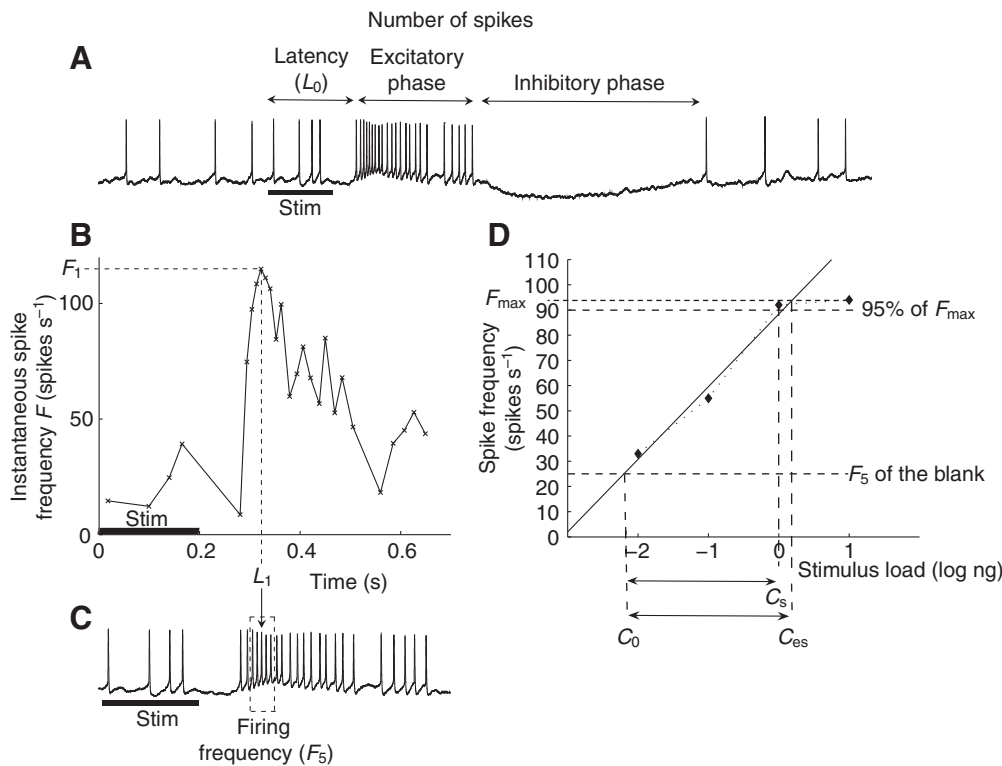 Number of spikes
A
Latency
(L0)
Excitatory
phase
Inhibitory phase
Stim
B
F1
100
50
0
Instantaneous spike
frequency F (spikes s–1)
Stim
0
0.2
0.4
0.6
L1
Time (s)
C
Stim
Firing
frequency (F5)
D
110
100
90
80
70
60
50
40
30
20
10
0
Fmax
Spike frequency
(spikes s–1)
95% of Fmax
F5 of the blank
–2
–1
0
1
Stimulus load (log ng)
Cs
C0
Ces